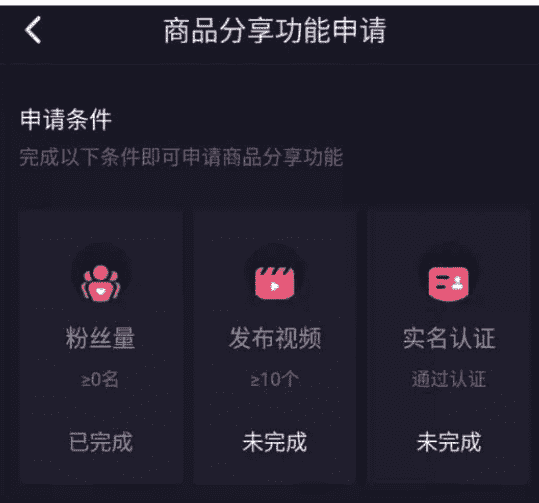 商品分享功能申请
申请条件
完成以下条件即可申请商品分享功能
粉丝量 发布视频 实名认证
≥0名 ≥10个 通过认证
已完成 未完成 未完成